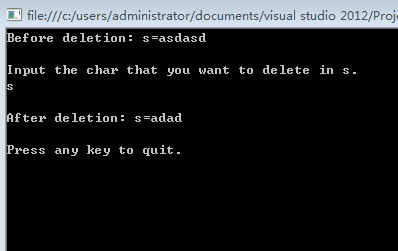 file:///c:/users/administrator/documents/visual studio 2012/Proj
Before deletion: s=asdasd
Input the char that you want to delete in s.
s
After deletion: s=adad
Press any key to quit.